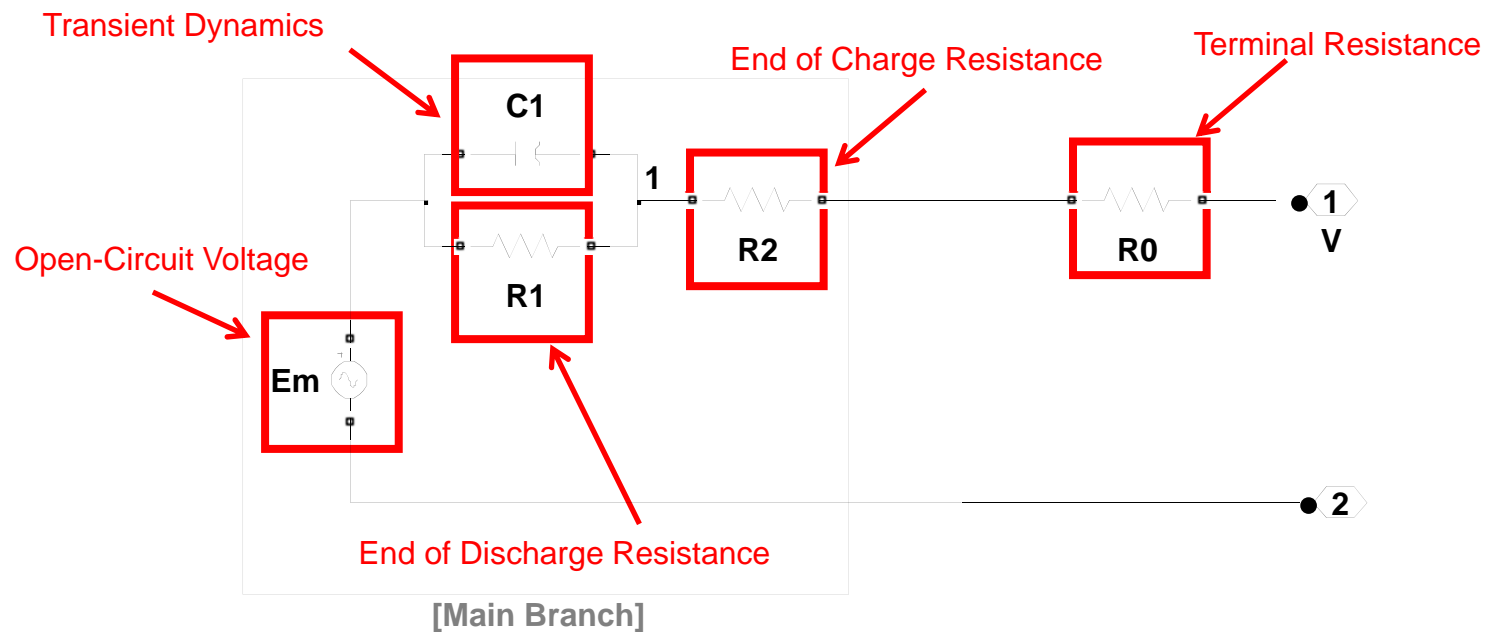 Transient Dynamics
Terminal Resistance
End of Charge Resistance
C1
1
1
R2
R0
V
Open-Circuit Voltage
R1
Em
2
End of Discharge Resistance
[Main Branch]